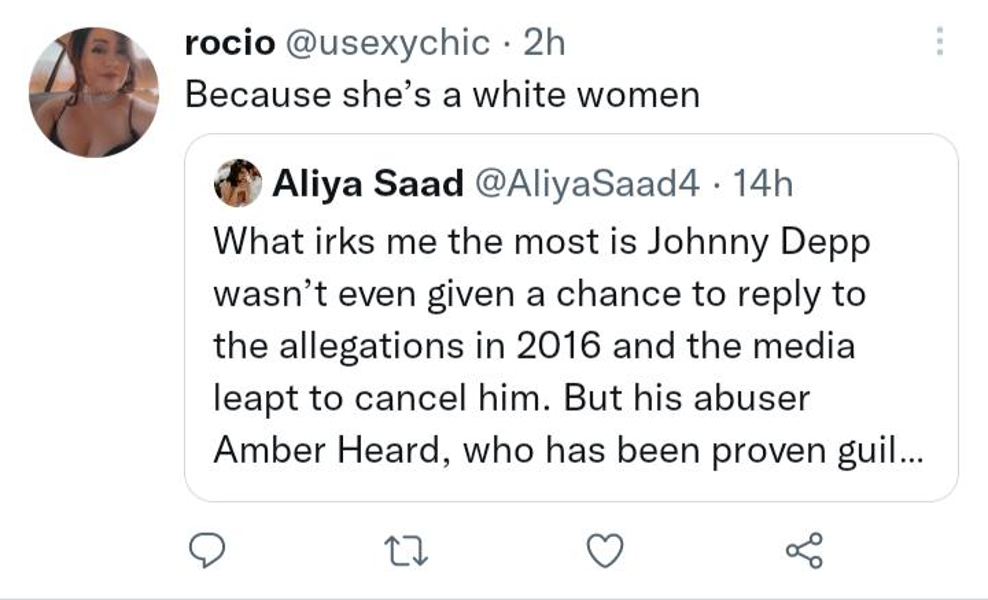 rocio @usexychic · 2h
Because she’s a white women
Aliya Saad @AliyaSaad4 · 14h
What irks me the most is Johnny Depp
wasn’t even given a chance to reply to
the allegations in 2016 and the media
leapt to cancel him. But his abuser
Amber Heard, who has been proven guil...